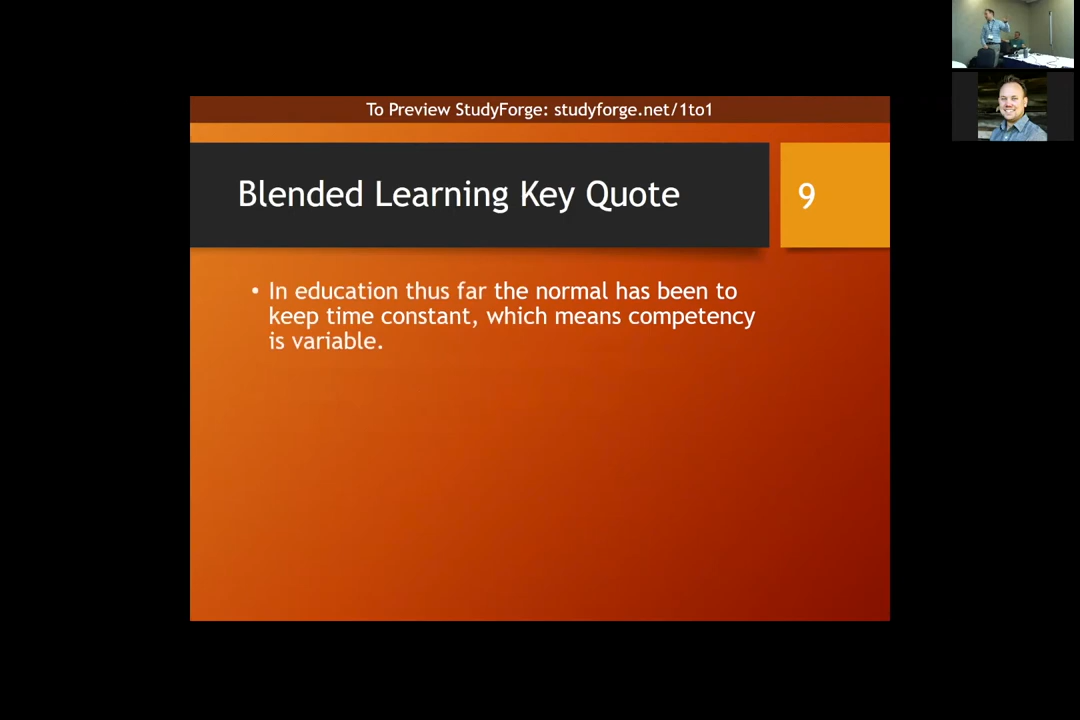 To Preview StudyForge: studyforge.net/1to1
Blended Learning Key Quote
9
• In education thus far the normal has been to
keep time constant, which means competency
is variable.